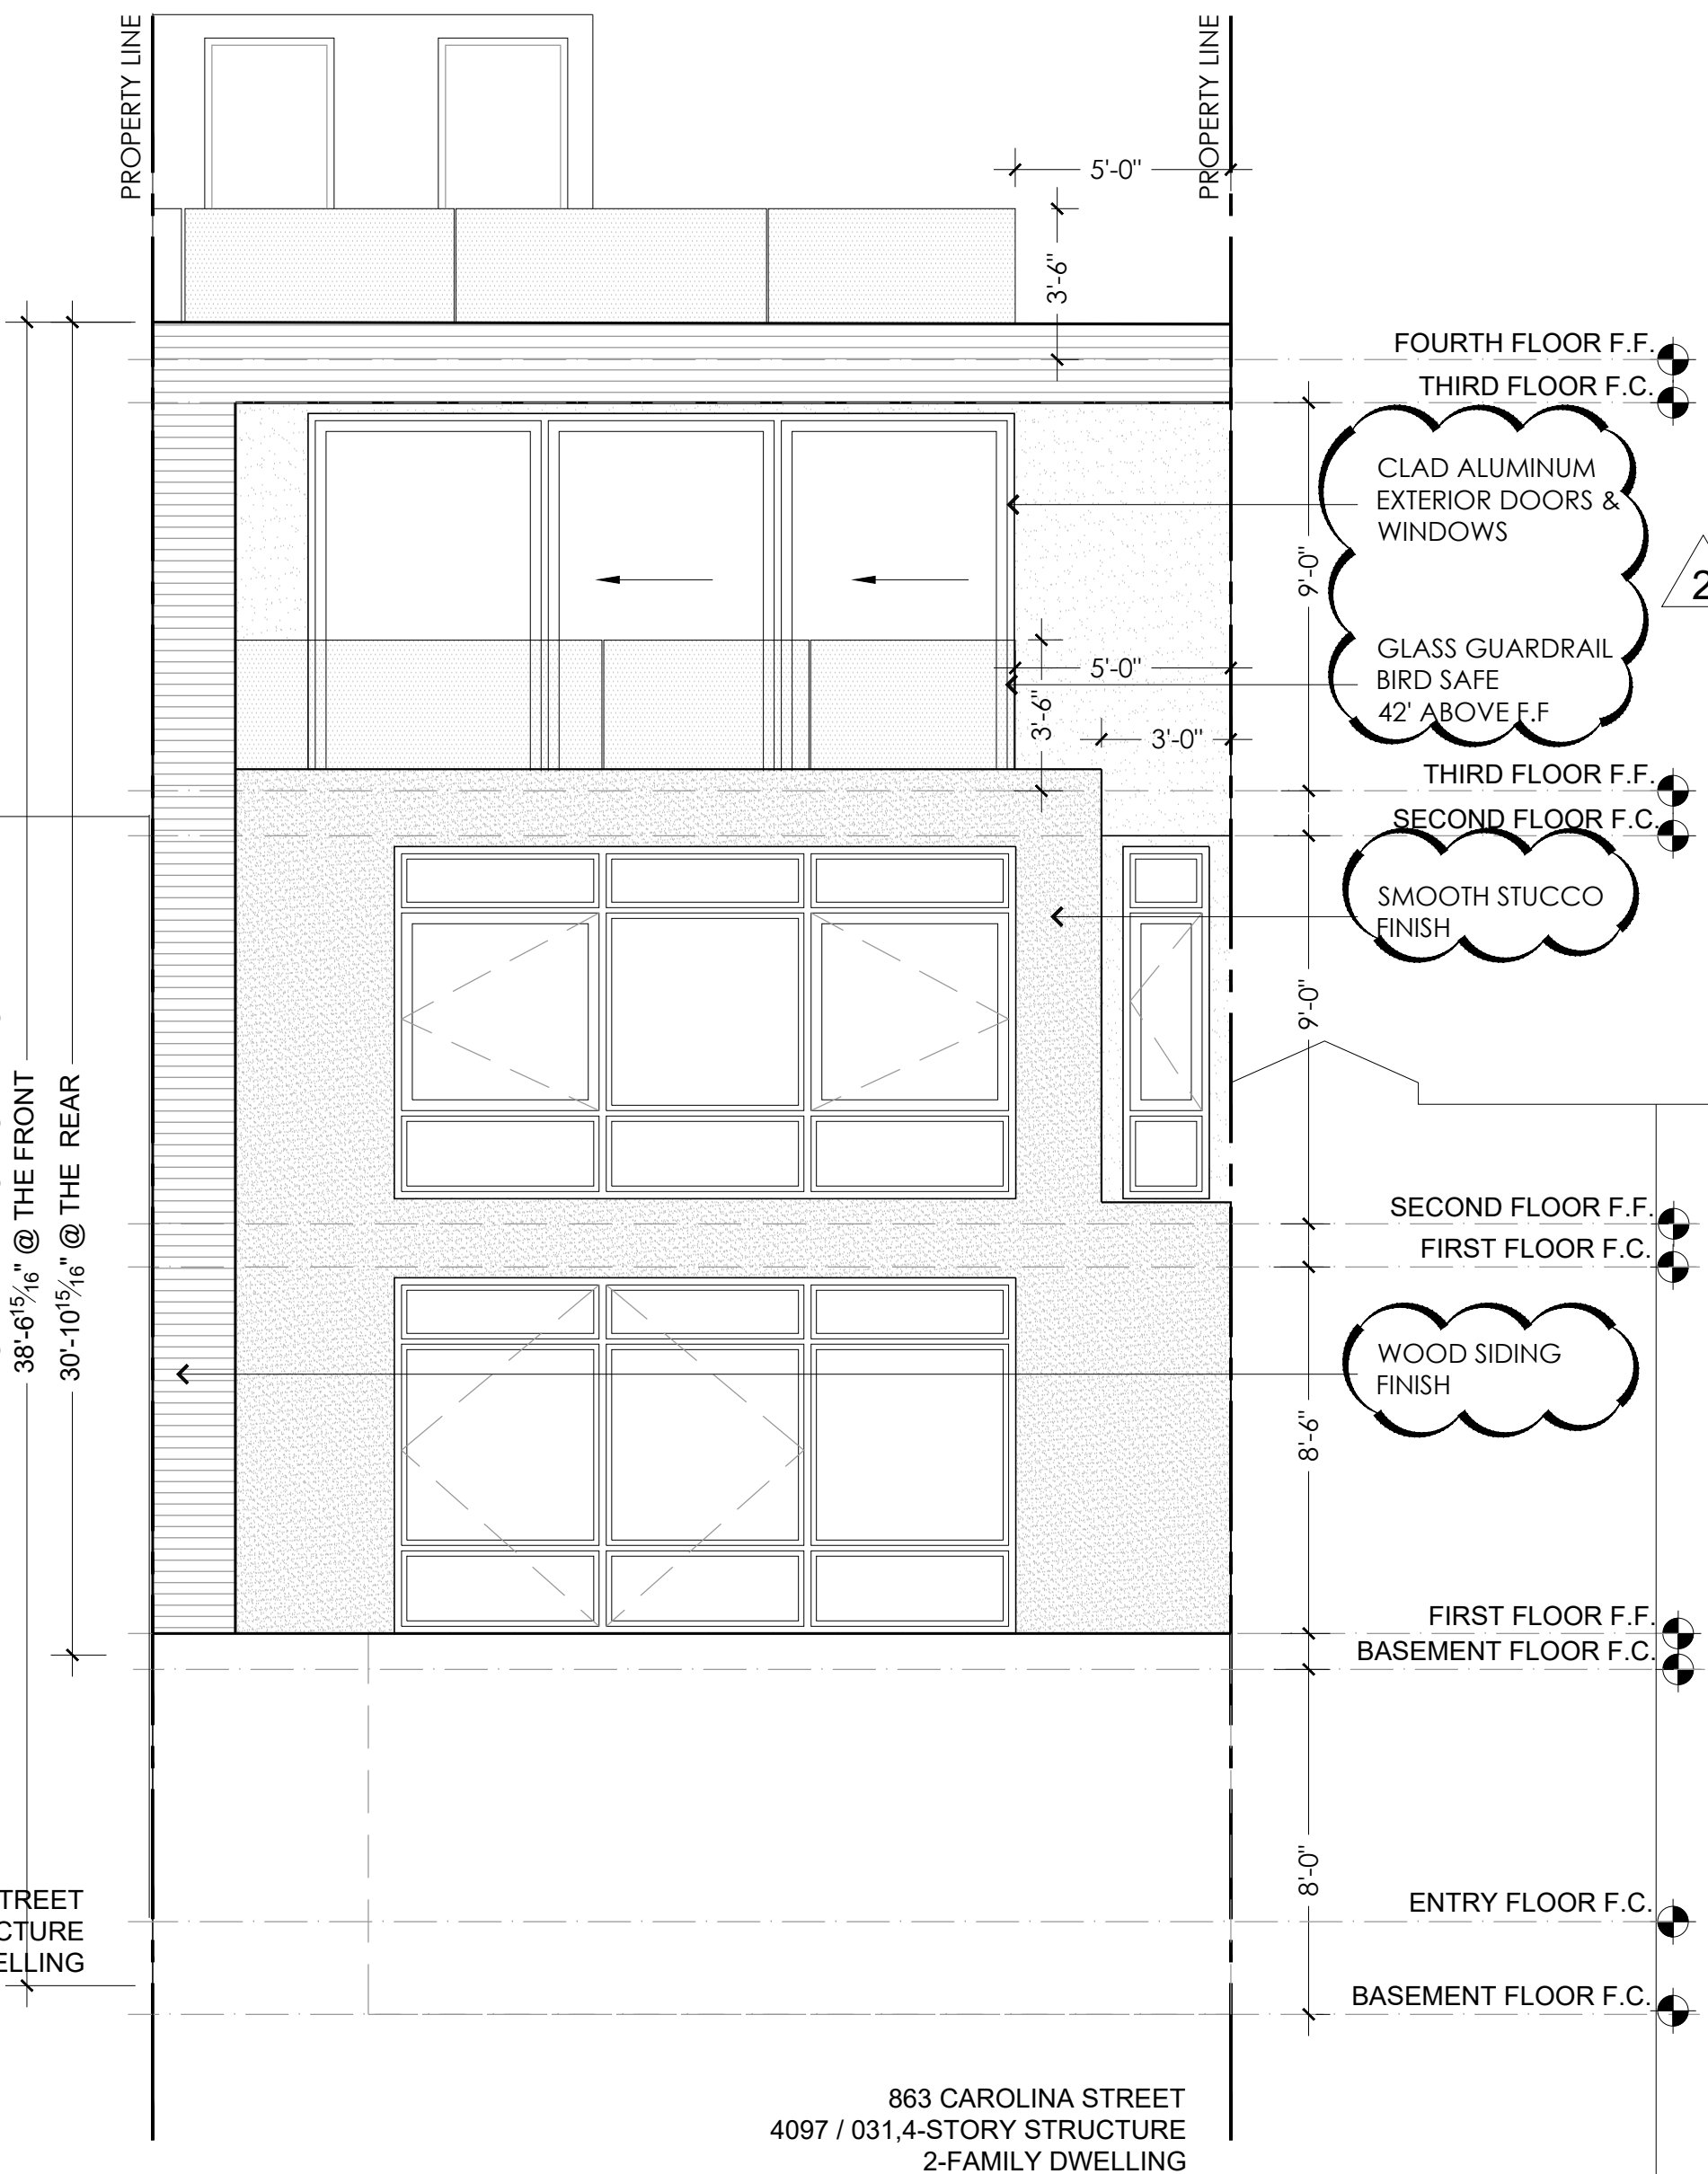 PROPERTY LINE
PROPERTY LINE
5'-0"
3'-6"
FOURTH FLOOR F.F.
THIRD FLOOR F.C.
CLAD ALUMINUM
EXTERIOR DOORS &
WINDOWS
2
9'-0"
GLASS GUARDRAIL
BIRD SAFE
42' ABOVE F.F
5'-0"
3'-6"
3'-0"
THIRD FLOOR F.F.
SECOND FLOOR F.C.
SMOOTH STUCCO
FINISH
9'-0"
38'-6 15/16" @ THE FRONT
30'-10 15/16" @ THE REAR
SECOND FLOOR F.F.
FIRST FLOOR F.C.
WOOD SIDING
FINISH
8'-6"
FIRST FLOOR F.F.
BASEMENT FLOOR F.C.
8'-0"
TREET
CTURE
ELLING
ENTRY FLOOR F.C.
BASEMENT FLOOR F.C.
863 CAROLINA STREET
4097 / 031,4-STORY STRUCTURE
2-FAMILY DWELLING